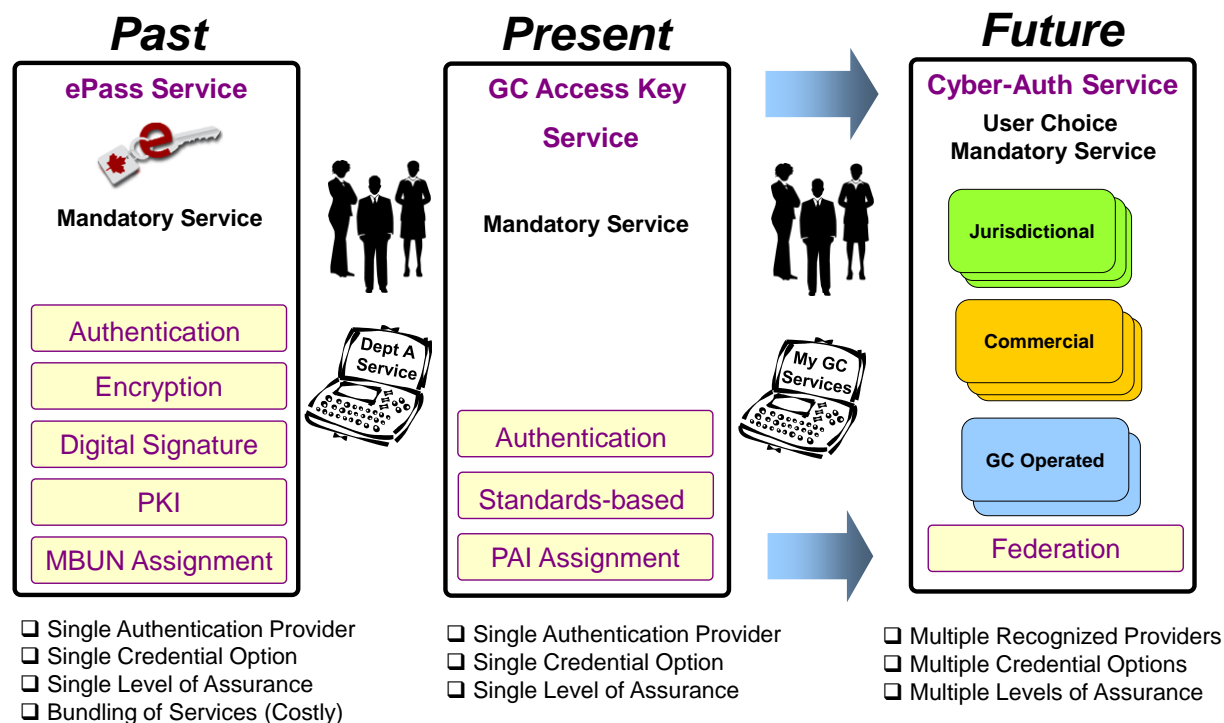 Past
ePass Service
e
Mandatory Service
Authentication
Encryption
Digital Signature
PKI
MBUN Assignment
❑ Single Authentication Provider
❑ Single Credential Option
❑ Single Level of Assurance
❑ Bundling of Services (Costly)
Dept A
Service
Present
GC Access Key
Service
Mandatory Service
Authentication
Standards-based
PAI Assignment
❑ Single Authentication Provider
❑ Single Credential Option
❑ Single Level of Assurance
My GC
Services
Future
Cyber-Auth Service
User Choice
Mandatory Service
Jurisdictional
Commercial
GC Operated
Federation
❑ Multiple Recognized Providers
❑ Multiple Credential Options
❑ Multiple Levels of Assurance